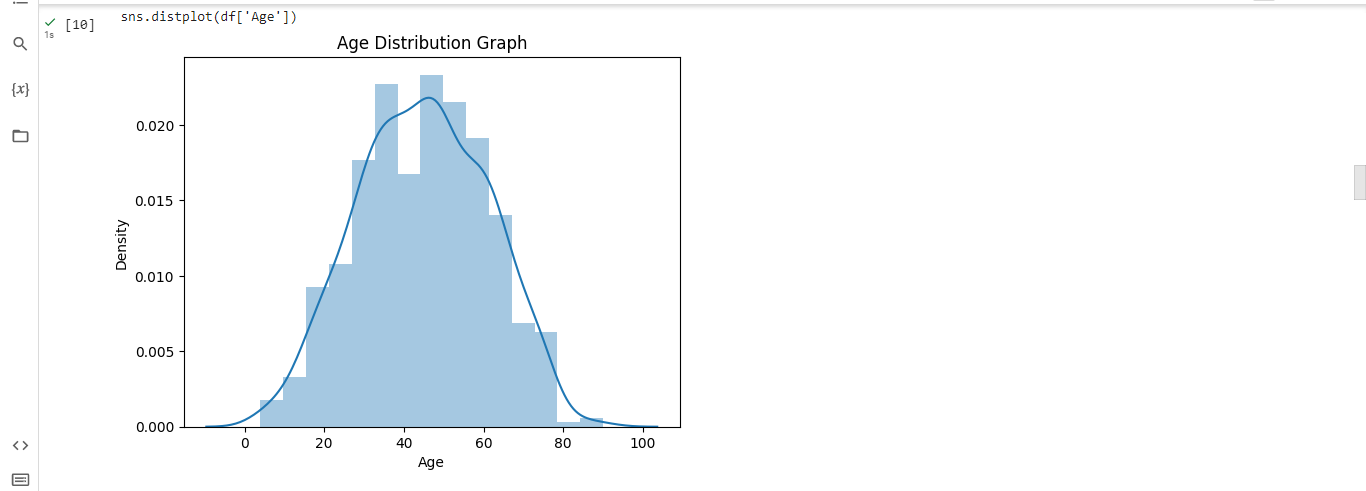 [10]
1s
sns.distplot(df['Age'])
{x}
Age Distribution Graph
0.020
0.015
0.010
0.005
0.000
Density
0 20 40 60 80 100
Age